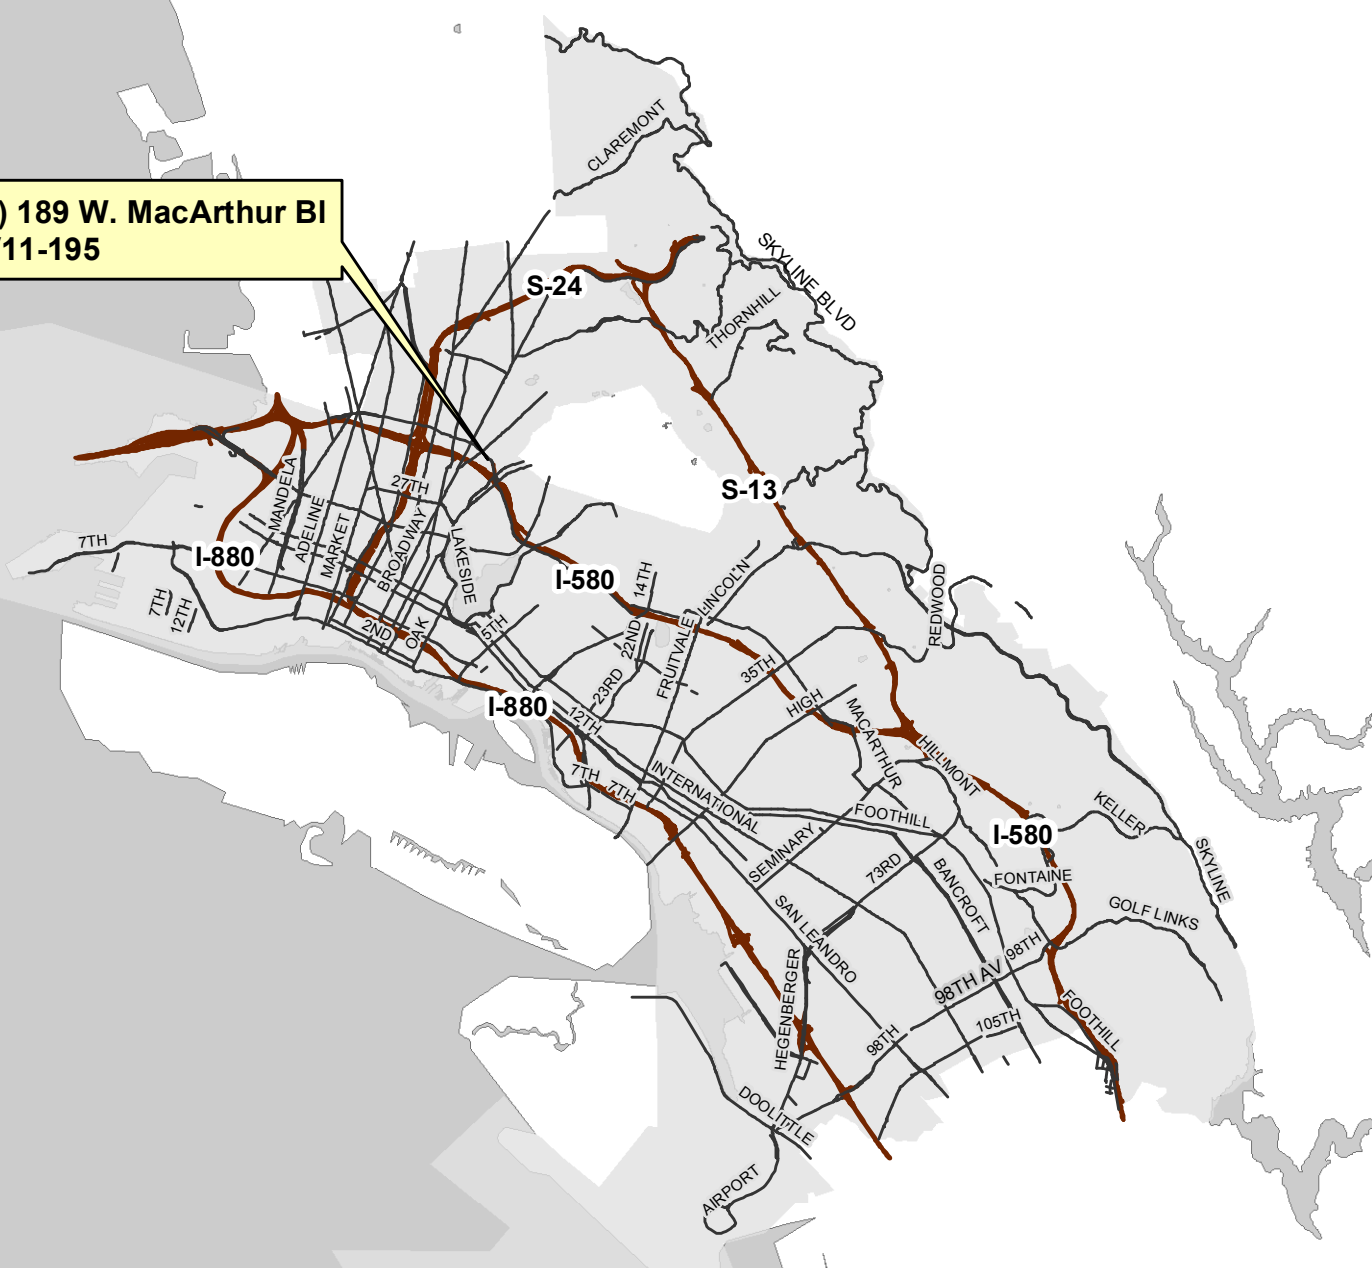 CLAREMONT
) 189 W. MacArthur Bl
/11-195
SKYLINE BLVD
S-24
THORNHILL
S-13
27TH
MANDELA
ADELINE
MARKET
BROADWAY
LAKESIDE
7TH
I-880
I-580
14TH
LINCOLN
REDWOOD
7TH
12TH
2ND
OAK
5TH
22ND
FRUITVALE
35TH
23RD
HIGH
I-880
12TH
MACARTHUR
HILLMONT
7TH
7TH
INTERNATIONAL
FOOTHILL
KELLER
I-580
SKYLINE
SEMINARY
73RD
BANCROFT
FONTAINE
GOLF LINKS
SAN LEANDRO
98TH
98TH AV
HEGENBERGER
FOOTHILL
105TH
98TH
DOOLITTLE
AIRPORT